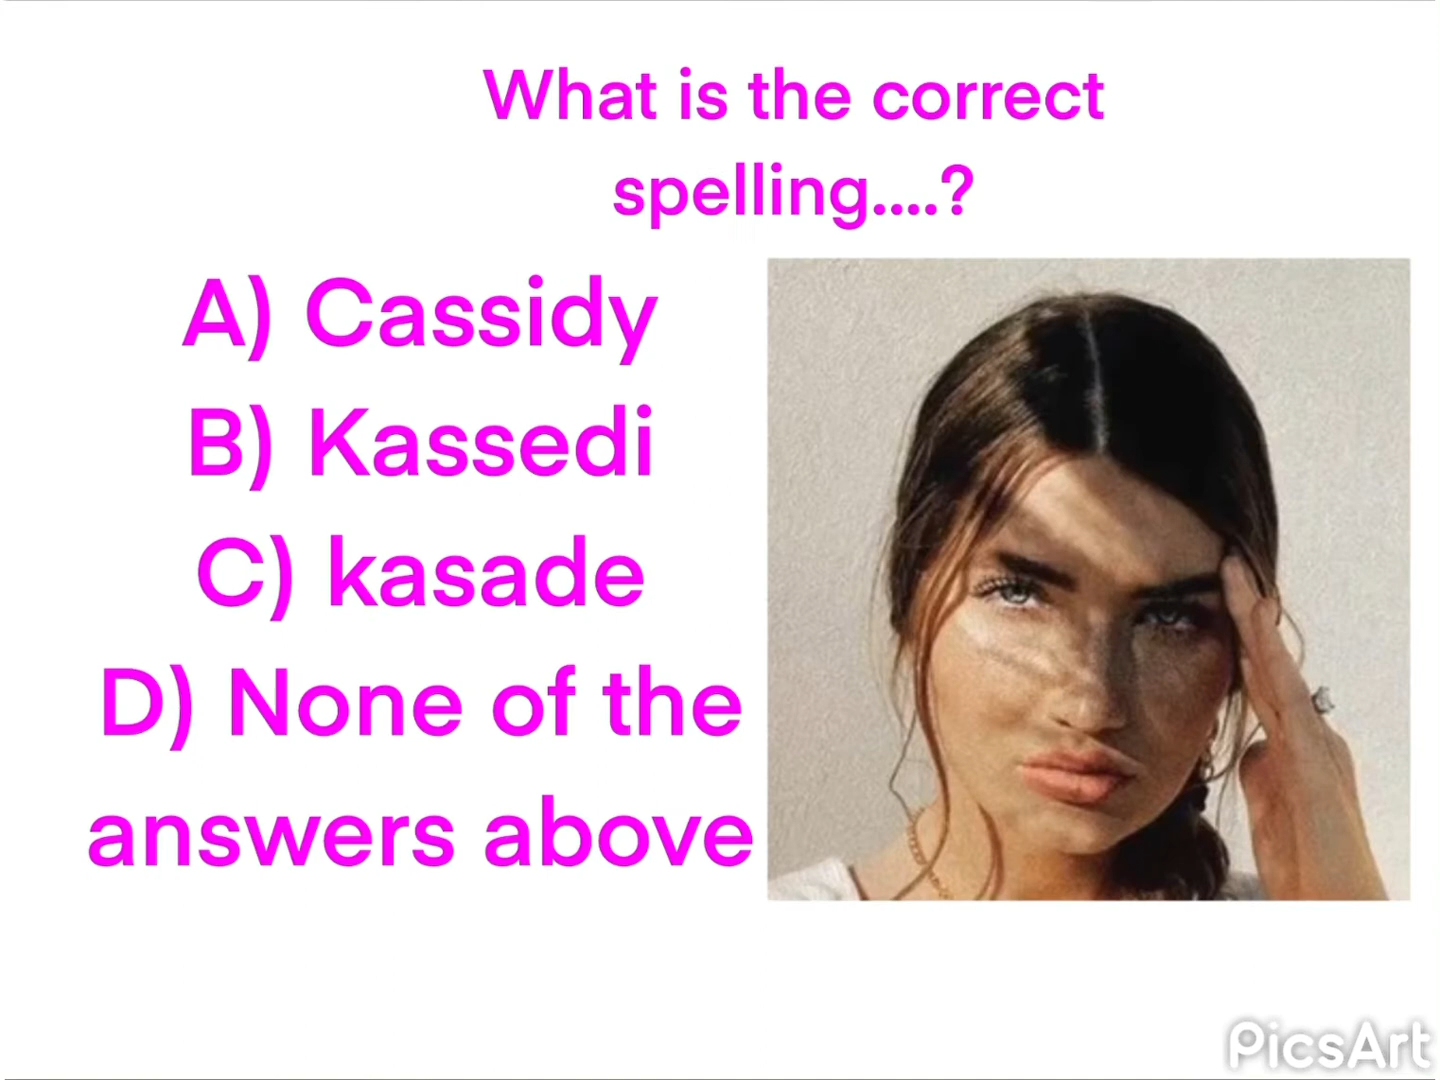 What is the correct
spelling....?
A) Cassidy
B) Kassedi
C) kasade
D) None of the
answers above
PicsArt